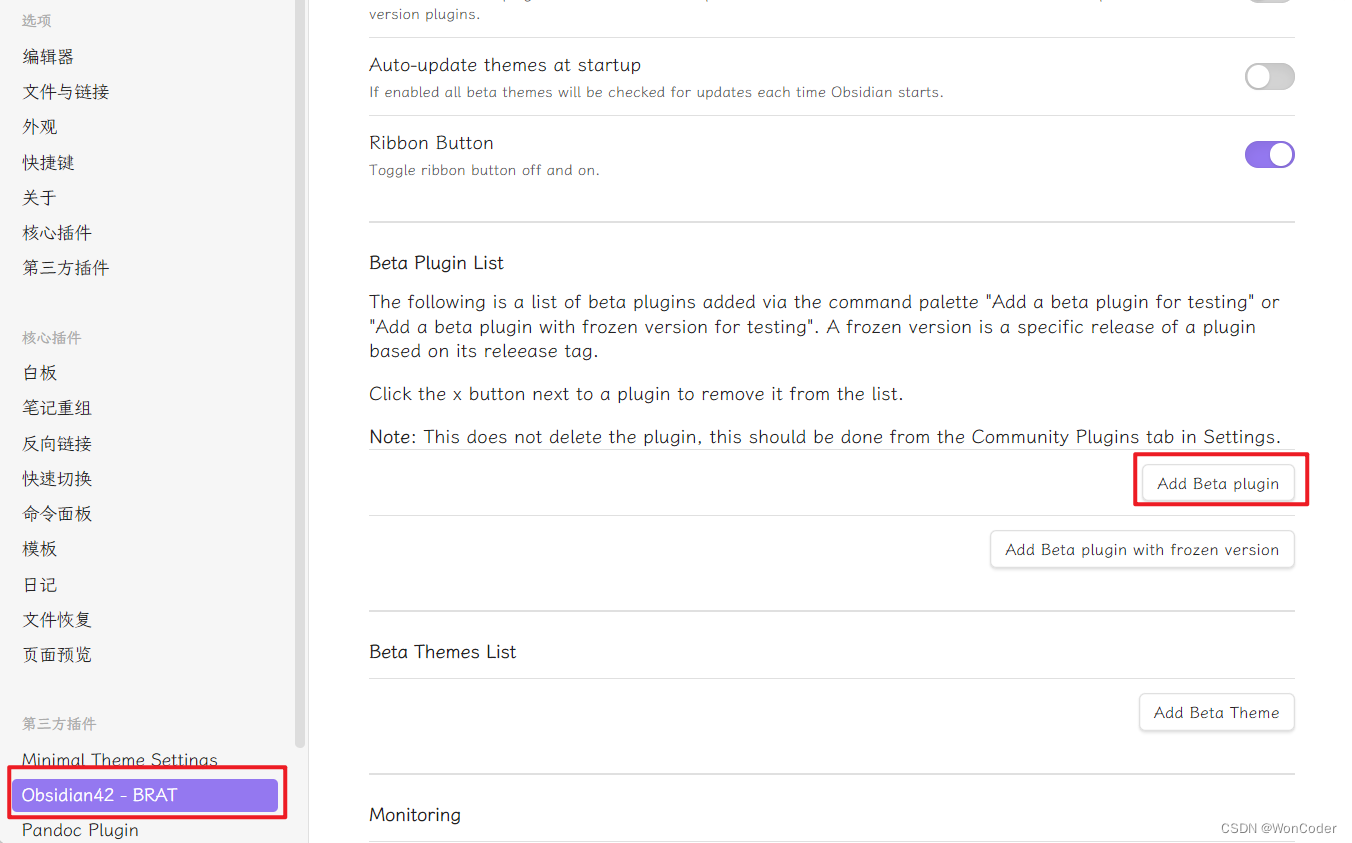 选项
编辑器
文件与链接
外观
快捷键
关于
核心插件
第三方插件
核心插件
白板
笔记重组
反向链接
快速切换
命令面板
模板
日记
文件恢复
页面预览
第三方插件
Minimal Theme Settings
Obsidian42 - BRAT
Pandoc Plugin
version plugins.
Auto-update themes at startup
If enabled all beta themes will be checked for updates each time Obsidian starts.
Ribbon Button
Toggle ribbon button off and on.
Beta Plugin List
The following is a list of beta plugins added via the command palette "Add a beta plugin for testing" or
"Add a beta plugin with frozen version for testing". A frozen version is a specific release of a plugin
based on its releease tag.
Click the x button next to a plugin to remove it from the list.
Note: This does not delete the plugin, this should be done from the Community Plugins tab in Settings.
Add Beta plugin
Add Beta plugin with frozen version
Beta Themes List
Add Beta Theme
Monitoring
CSDN @WonCoder